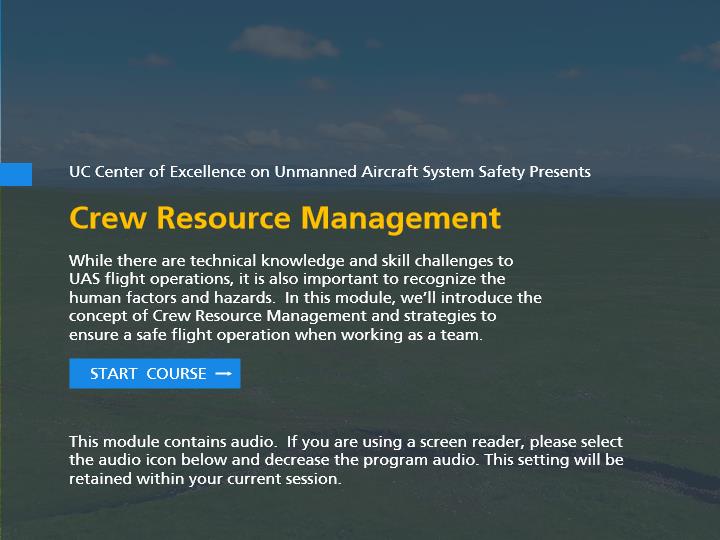 UC Center of Excellence on Unmanned Aircraft System Safety Presents
Crew Resource Management
While there are technical knowledge and skill challenges to
UAS flight operations, it is also important to recognize the
human factors and hazards.  In this module, we’ll introduce the
concept of Crew Resource Management and strategies to
ensure a safe flight operation when working as a team.
START  COURSE →
This module contains audio.  If you are using a screen reader, please select
the audio icon below and decrease the program audio. This setting will be
retained within your current session.